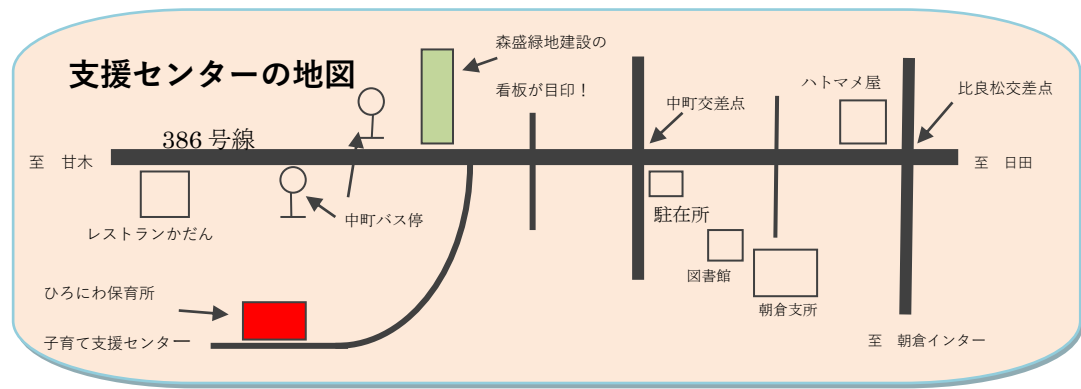 支援センターの地図
森盛緑地建設の
看板が目印！
386号線
至　甘木
レストランかだん
中町バス停
中町交差点
駐在所
図書館
朝倉支所
ハトマメ屋
比良松交差点
至　日田
至　朝倉インター
ひろにわ保育所
子育て支援センター